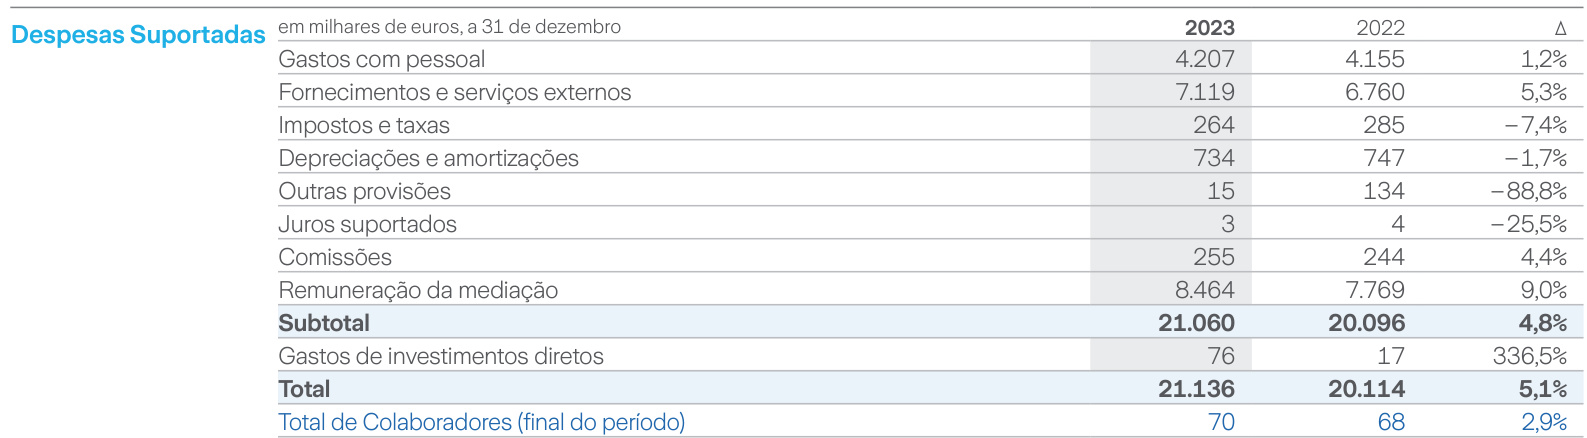 Despesas Suportadas em milhares de euros, a 31 de dezembro 2023 2022 Δ
Gastos com pessoal 4.207 4.155 1,2%
Fornecimentos e serviços externos 7.119 6.760 5,3%
Impostos e taxas 264 285 –7,4%
Depreciações e amortizações 734 747 –1,7%
Outras provisões 15 134 –88,8%
Juros suportados 3 4 –25,5%
Comissões 255 244 4,4%
Remuneração da mediação 8.464 7.769 9,0%
Subtotal 21.060 20.096 4,8%
Gastos de investimentos diretos 76 17 336,5%
Total 21.136 20.114 5,1%
Total de Colaboradores (final do período) 70 68 2,9%